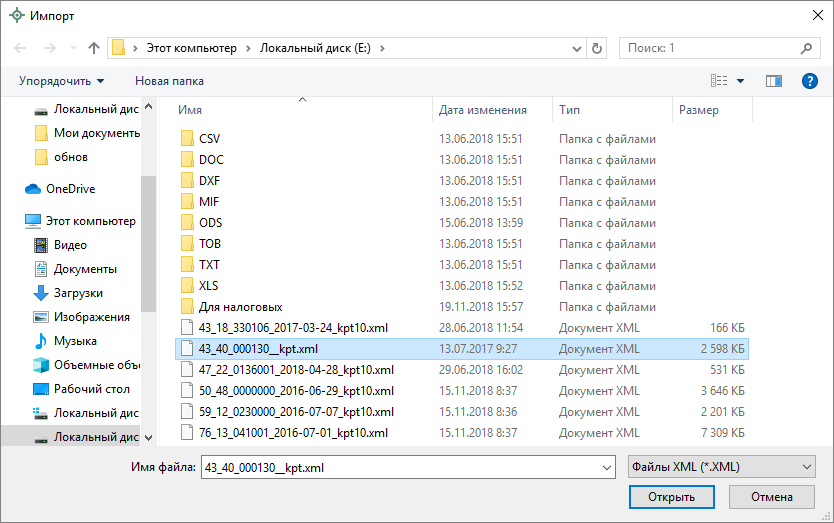 Импорт
Этот компьютер > Локальный диск (E:) >
Поиск: 1
Упорядочить
Новая папка
?
Локальный дис
Мои документы
обнов
OneDrive
Этот компьютер
Видео
Документы
Загрузки
Изображения
Музыка
Объемные объ
Рабочий стол
Локальный дис
Локальный дис
Имя Дата изменения Тип Размер
CSV 13.06.2018 15:51 Папка с файлами
DOC 13.06.2018 15:51 Папка с файлами
DXF 13.06.2018 15:51 Папка с файлами
MIF 13.06.2018 15:51 Папка с файлами
ODS 15.06.2018 13:59 Папка с файлами
TOB 13.06.2018 15:51 Папка с файлами
TXT 13.06.2018 15:51 Папка с файлами
XLS 13.06.2018 15:52 Папка с файлами
Для налоговых 19.11.2018 15:57 Папка с файлами
43_18_330106_2017-03-24_kpt10.xml 28.06.2018 11:54 Документ XML 166 КБ
43_40_000130__kpt.xml 13.07.2017 9:27 Документ XML 2 598 КБ
47_22_0136001_2018-04-28_kpt10.xml 29.06.2018 16:02 Документ XML 531 КБ
50_48_0000000_2016-06-29_kpt10.xml 15.11.2018 8:37 Документ XML 3 646 КБ
59_12_0230000_2016-07-07_kpt10.xml 15.11.2018 8:36 Документ XML 2 201 КБ
76_13_041001_2016-07-01_kpt10.xml 15.11.2018 8:37 Документ XML 7 309 КБ
Имя файла: 43_40_000130__kpt.xml
Файлы XML (*.XML)
Открыть
Отмена